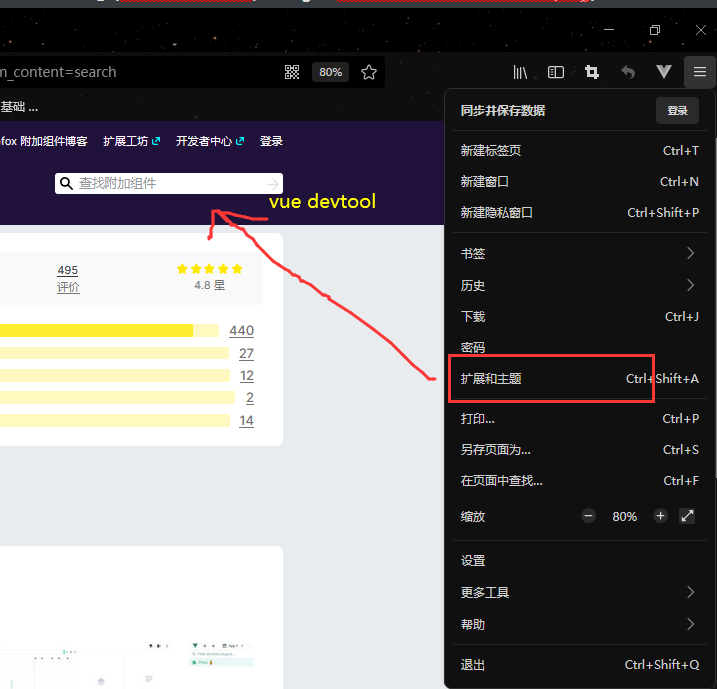 m_content=search
80%
基础 ...
efox 附加组件博客
扩展工坊
开发者中心
登录
查找附加组件
vue devtool
495
评价
4.8 星
440
27
12
2
14
同步并保存数据
登录
新建标签页 Ctrl+T
新建窗口 Ctrl+N
新建隐私窗口 Ctrl+Shift+P
书签
历史
下载 Ctrl+J
密码
扩展和主题 Ctrl+Shift+A
打印... Ctrl+P
另存页面为... Ctrl+S
在页面中查找... Ctrl+F
缩放 80%
设置
更多工具
帮助
退出 Ctrl+Shift+Q